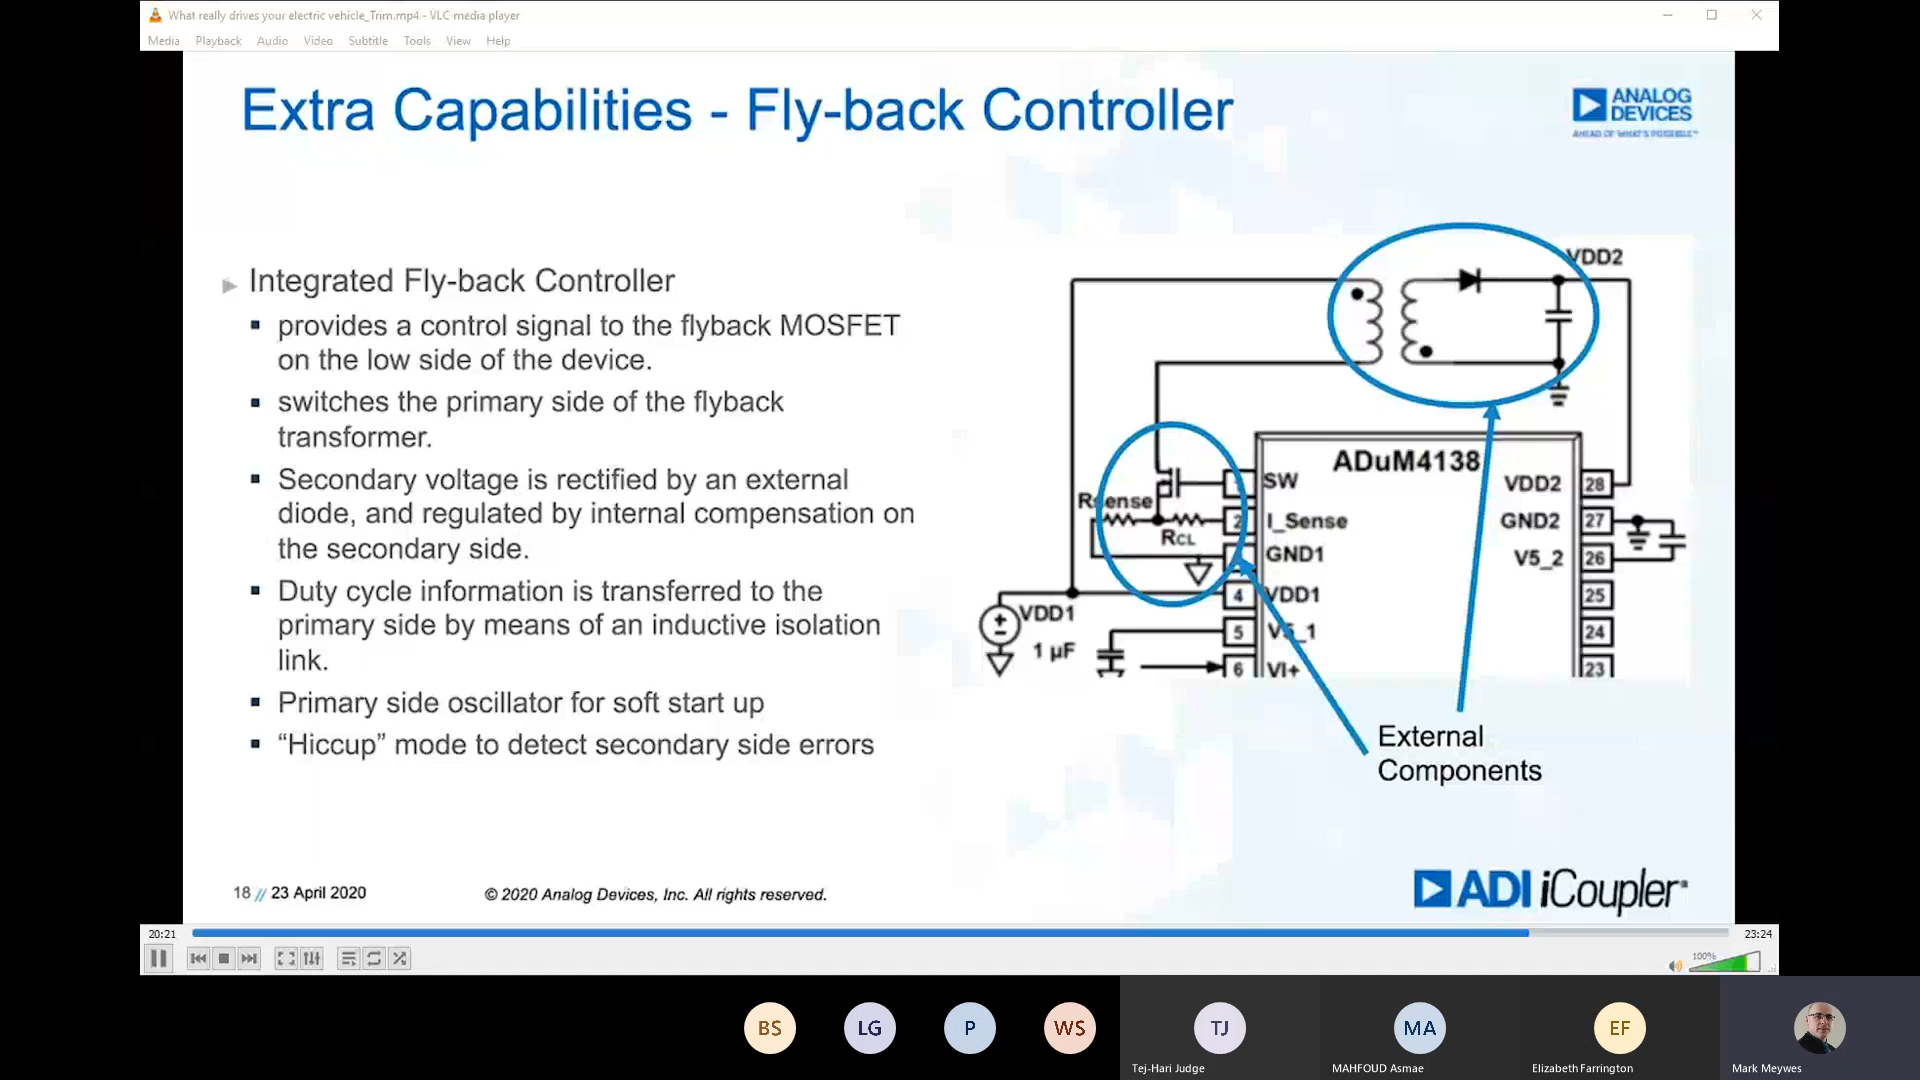 What really drives your electric vehicle_Trim.mp4 - VLC media player
Media Playback Audio Video Subtitle Tools View Help
Extra Capabilities - Fly-back Controller
ANALOG
DEVICES
AHEAD OF WHAT'S POSSIBLE™
Integrated Fly-back Controller
provides a control signal to the flyback MOSFET
on the low side of the device.
switches the primary side of the flyback
transformer.
Secondary voltage is rectified by an external
diode, and regulated by internal compensation on
the secondary side.
Duty cycle information is transferred to the
primary side by means of an inductive isolation
link.
Primary side oscillator for soft start up
“Hiccup” mode to detect secondary side errors
VDD2
ADuM4138
SW
VDD2 28
Rsense
2 I_Sense
GND2 27
RCL
GND1
V5_2 26
4 VDD1
25
VDD1
5 V5_1
24
1 µF
6 VI+
23
External
Components
18 // 23 April 2020
© 2020 Analog Devices, Inc. All rights reserved.
ADI iCoupler
20:21
23:24
100%
BS
LG
P
WS
TJ
MA
EF
Tej-Hari Judge
MAHFOUD Asmae
Elizabeth Farrington
Mark Meywes